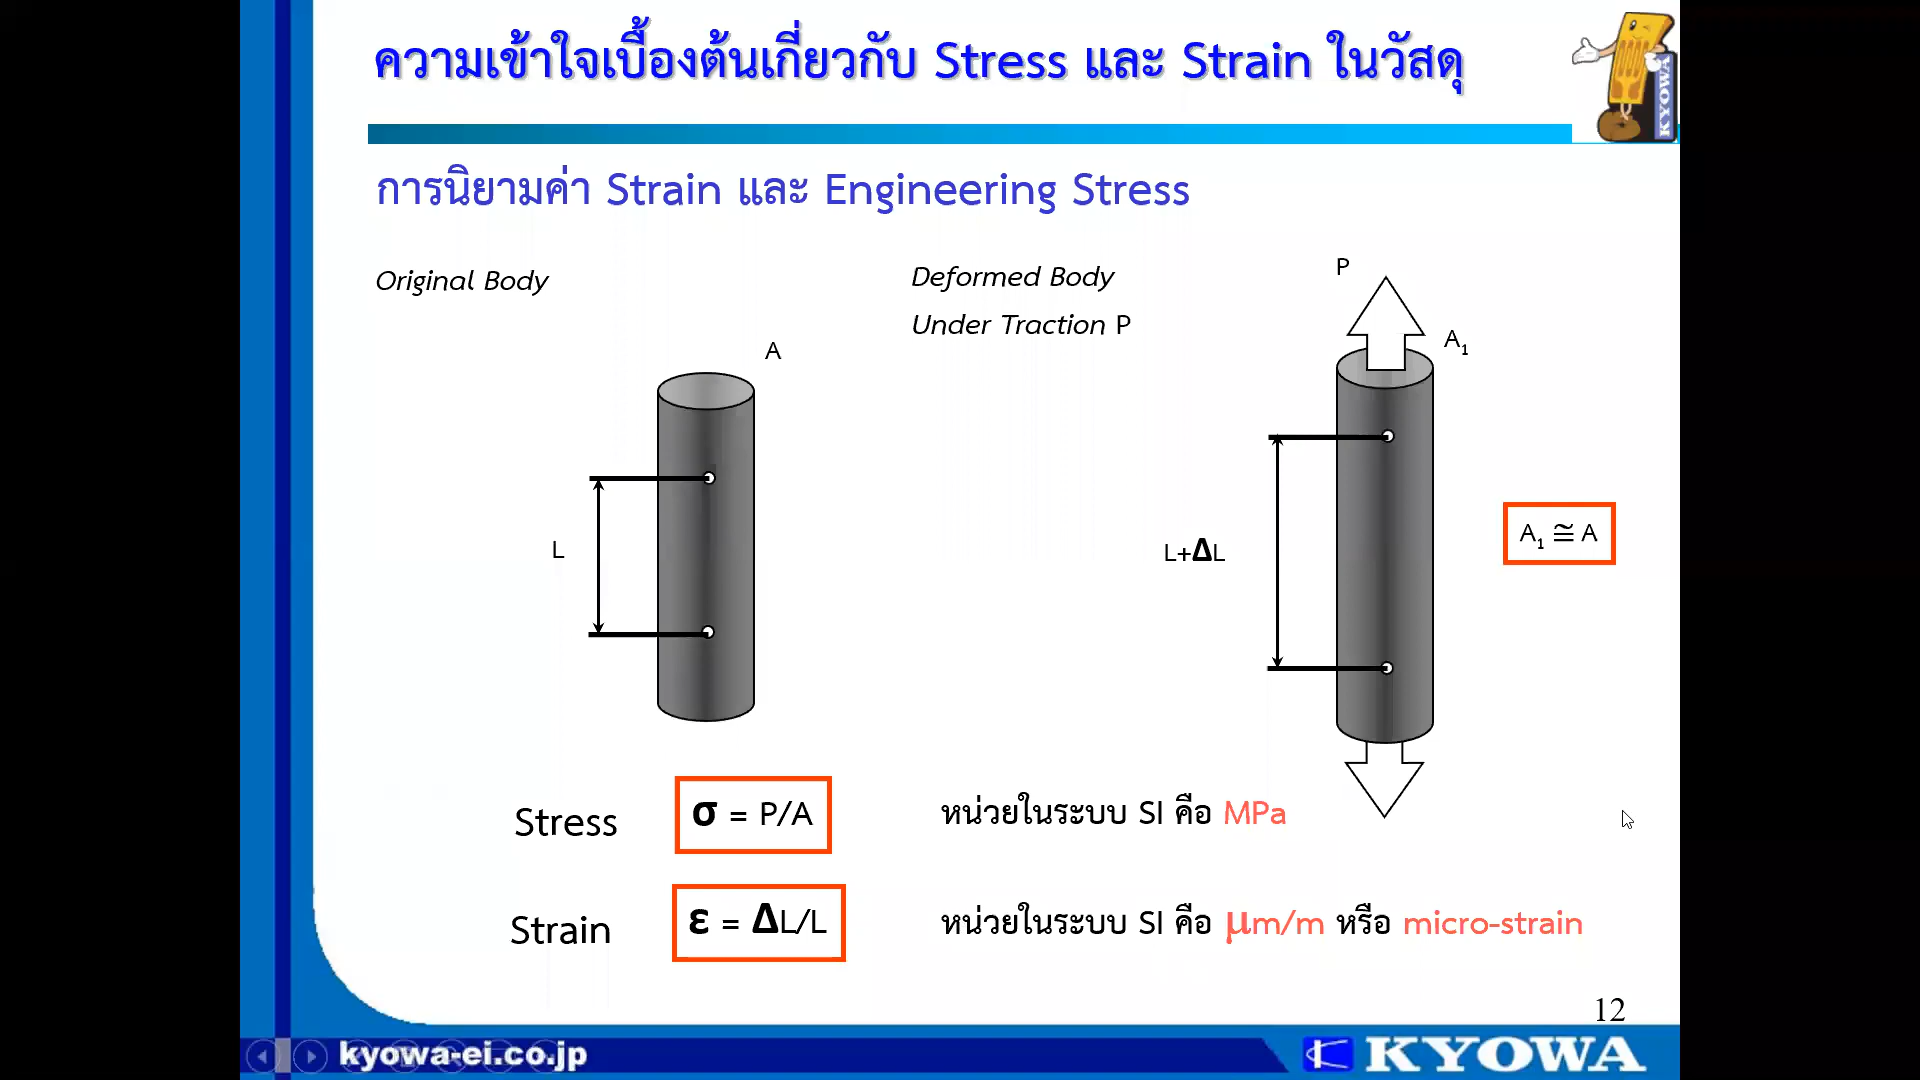 ความเข้าใจเบื้องต้นเกี่ยวกับ Stress และ Strain ในวัสดุ
KYOWA
การนิยามค่า Strain และ Engineering Stress
Original Body
Deformed Body
Under Traction P
P
A
A₁
L
L+ΔL
A₁ ≅ A
Stress
σ = P/A
หน่วยในระบบ SI คือ MPa
Strain
ε = ΔL/L
หน่วยในระบบ SI คือ μm/m หรือ micro-strain
12
kyowa-ei.co.jp
KYOWA